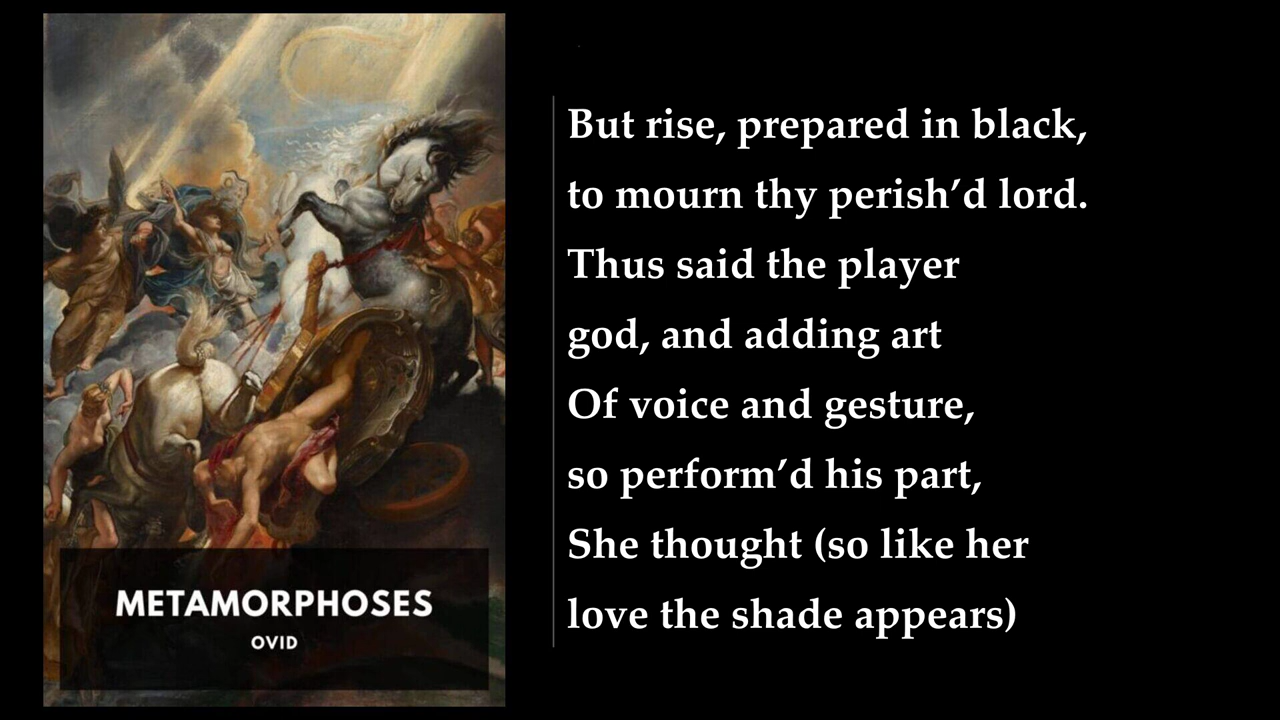 METAMORPHOSES
OVID
But rise, prepared in black,
to mourn thy perish’d lord.
Thus said the player
god, and adding art
Of voice and gesture,
so perform’d his part,
She thought (so like her
love the shade appears)